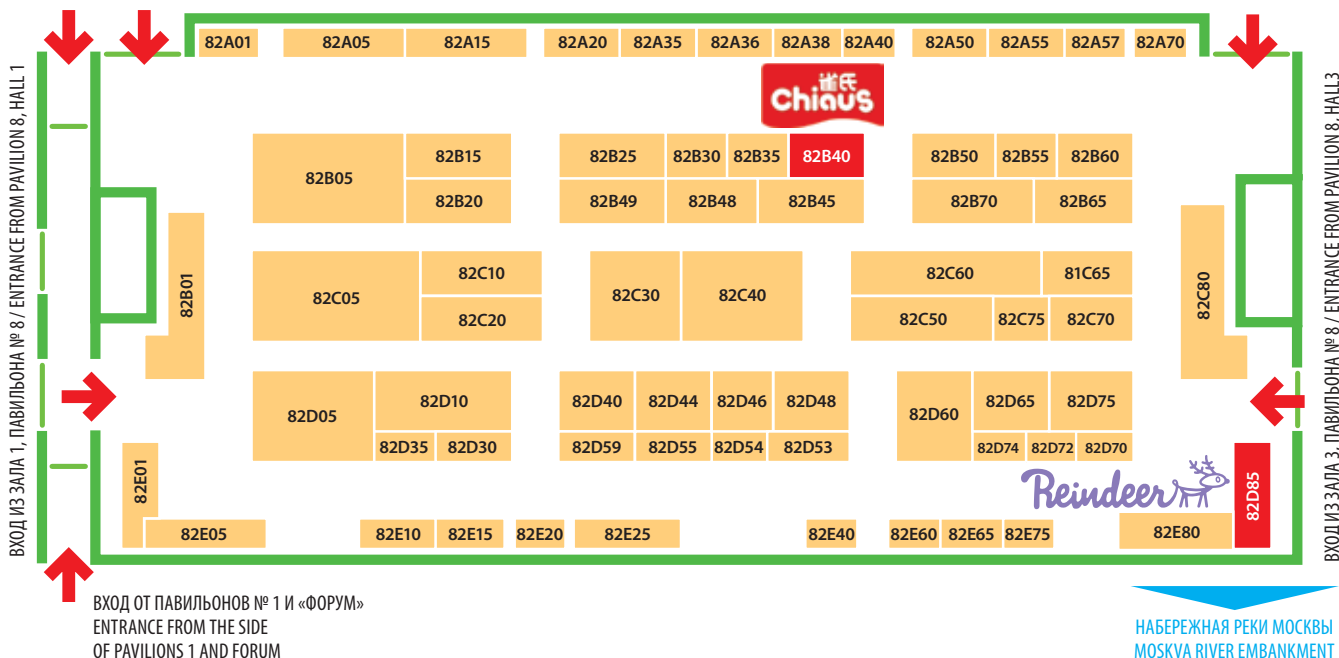 82A01 82A05 82A15 82A20 82A35 82A36 82A38 82A40 82A50 82A55 82A57 82A70
雀氏
Chiaus
82B15 82B25 82B30 82B35 82B40 82B50 82B55 82B60
82B05
82B20 82B49 82B48 82B45 82B70 82B65
82B01
82C10 82C60 81C65
82C05 82C30 82C40
82C20 82C50 82C75 82C70
82C80
82D10 82D40 82D44 82D46 82D48 82D65 82D75
82D05 82D60
82D35 82D30 82D59 82D55 82D54 82D53 82D74 82D72 82D70
82E01
Reindeer
82D85
82E05 82E10 82E15 82E20 82E25 82E40 82E60 82E65 82E75 82E80
ВХОД ИЗ ЗАЛА 1, ПАВИЛЬОНА № 8 / ENTRANCE FROM PAVILION 8, HALL 1
ВХОД ИЗ ЗАЛА 3, ПАВИЛЬОНА № 8 / ENTRANCE FROM PAVILION 8, HALL3
ВХОД ОТ ПАВИЛЬОНОВ № 1 И «ФОРУМ»
ENTRANCE FROM THE SIDE
OF PAVILIONS 1 AND FORUM
НАБЕРЕЖНАЯ РЕКИ МОСКВЫ
MOSKVA RIVER EMBANKMENT